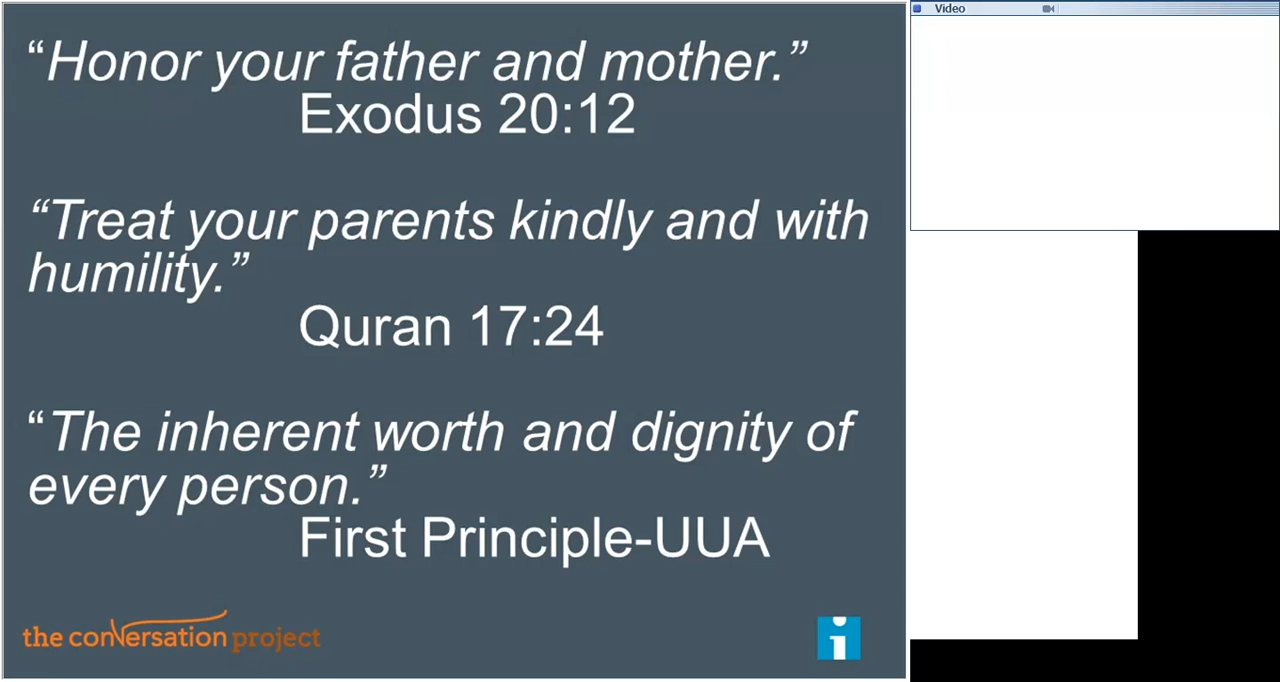 “Honor your father and mother.”
Exodus 20:12
“Treat your parents kindly and with
humility.”
Quran 17:24
“The inherent worth and dignity of
every person.”
First Principle-UUA
the conversation project
Video